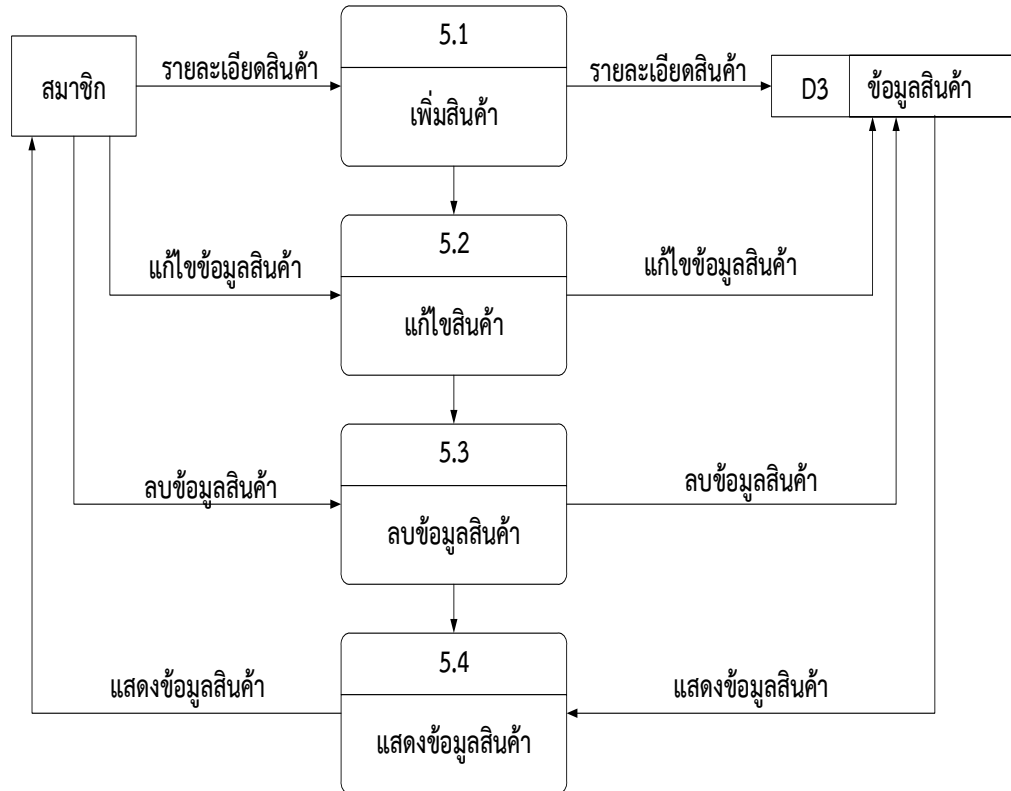 5.1
สมาชิก
รายละเอียดสินค้า
เพิ่มสินค้า
รายละเอียดสินค้า
D3
ข้อมูลสินค้า
5.2
แก้ไขข้อมูลสินค้า
แก้ไขสินค้า
แก้ไขข้อมูลสินค้า
5.3
ลบข้อมูลสินค้า
ลบข้อมูลสินค้า
ลบข้อมูลสินค้า
5.4
แสดงข้อมูลสินค้า
แสดงข้อมูลสินค้า
แสดงข้อมูลสินค้า